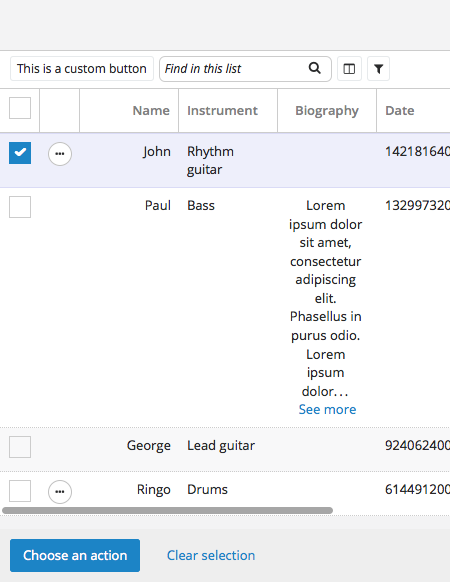 This is a custom button Find in this list
Name Instrument Biography Date
John Rhythm guitar 142181640
Paul Bass Lorem 132997320
ipsum dolor
sit amet,
consectetur
adipiscing
elit.
Phasellus in
purus odio.
Lorem
ipsum
dolor...
See more
George Lead guitar 924062400
Ringo Drums 614491200
Choose an action Clear selection